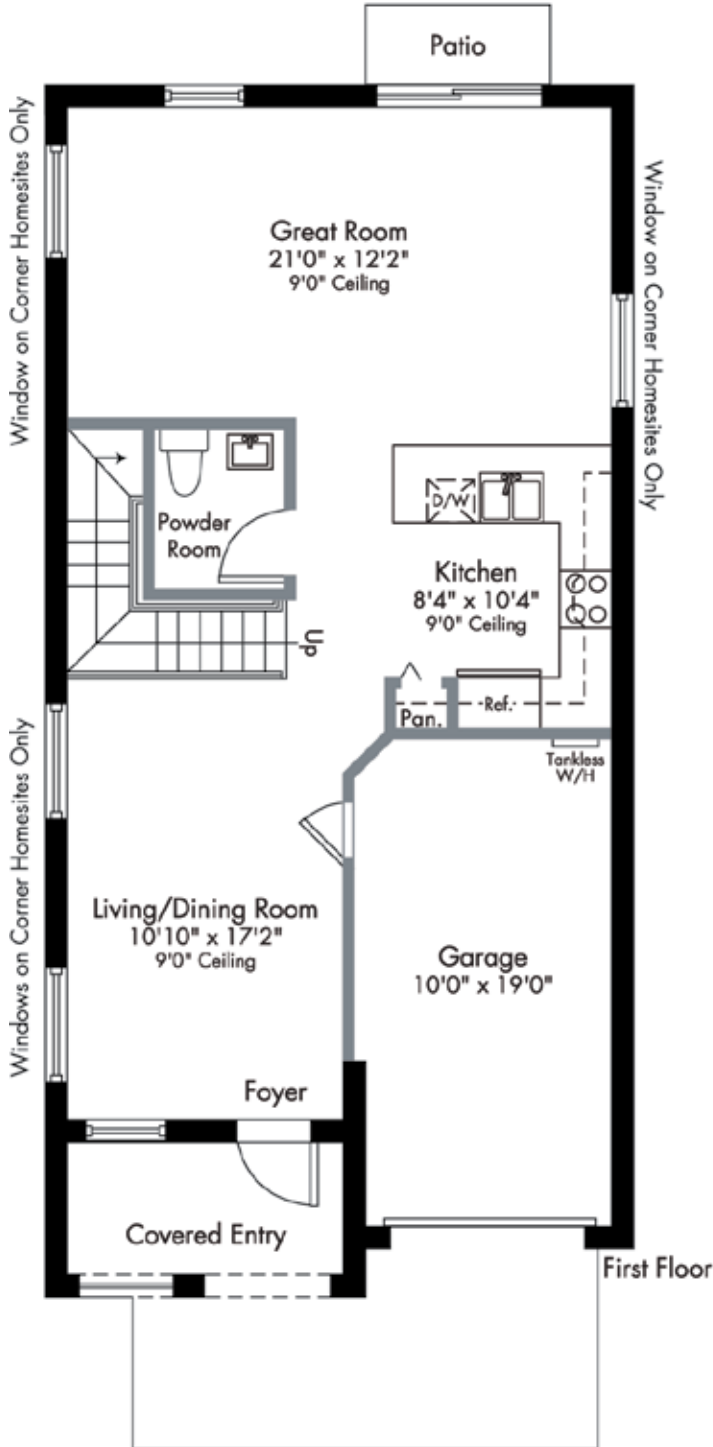 Patio
Window on Corner Homesites Only
Window on Corner Homesites Only
Great Room
21'0" x 12'2"
9'0" Ceiling
D/W
Powder
Room
Kitchen
8'4" x 10'4"
9'0" Ceiling
Up
Pan.
Ref.
Tankless
W/H
Windows on Corner Homesites Only
Living/Dining Room
10'10" x 17'2"
9'0" Ceiling
Garage
10'0" x 19'0"
Foyer
Covered Entry
First Floor